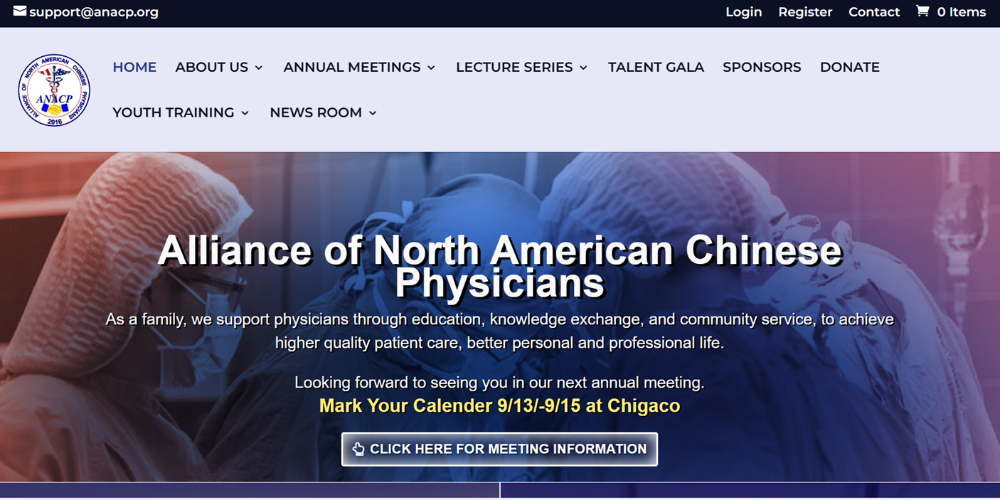 support@anacp.org
Login Register Contact 0 Items
HOME ABOUT US ANNUAL MEETINGS LECTURE SERIES TALENT GALA SPONSORS DONATE
YOUTH TRAINING NEWS ROOM
ALLIANCE OF NORTH AMERICAN CHINESE PHYSICIANS
ANACP
2016
Alliance of North American Chinese
Physicians
As a family, we support physicians through education, knowledge exchange, and community service, to achieve
higher quality patient care, better personal and professional life.
Looking forward to seeing you in our next annual meeting.
Mark Your Calender 9/13/-9/15 at Chigaco
CLICK HERE FOR MEETING INFORMATION